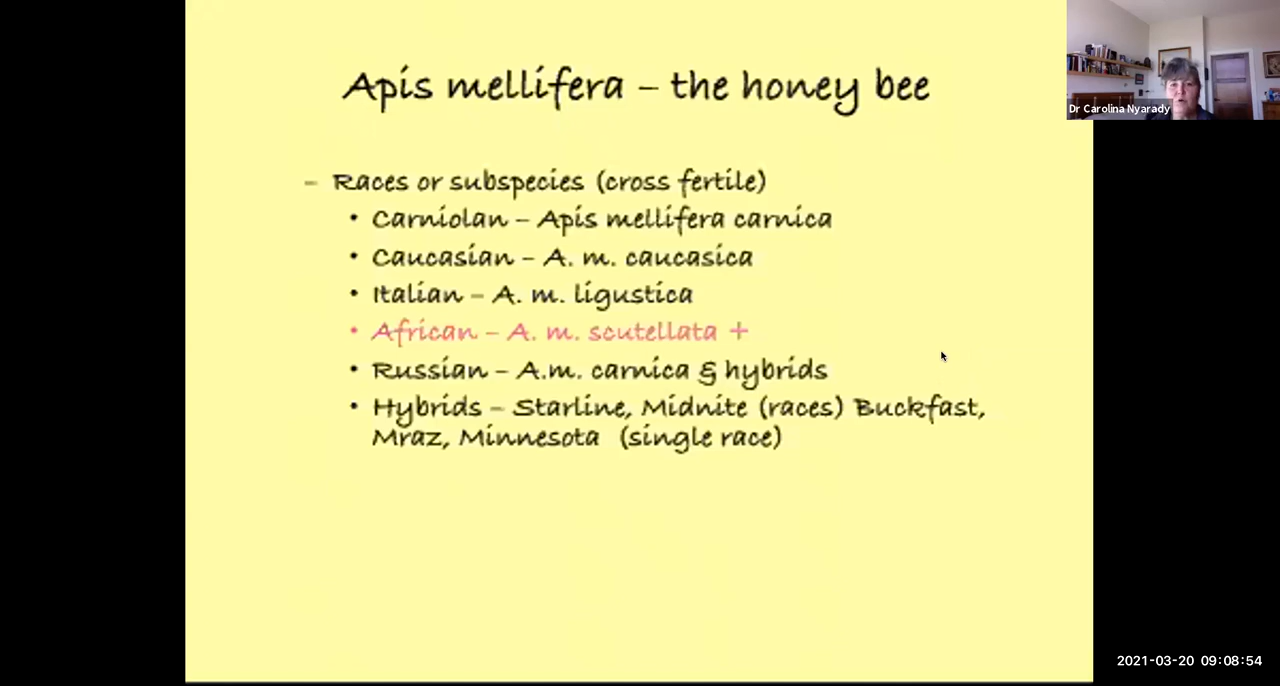 Apis mellifera – the honey bee
Dr Carolina Nyarady
– Races or subspecies (cross fertile)
• Carniolan – Apis mellifera carnica
• Caucasian – A. m. caucasica
• Italian – A. m. ligustica
• African – A. m. scutellata +
• Russian – A.m. carnica & hybrids
• Hybrids – Starline, Midnite (races) Buckfast,
Mraz, Minnesota (single race)
2021-03-20 09:08:54